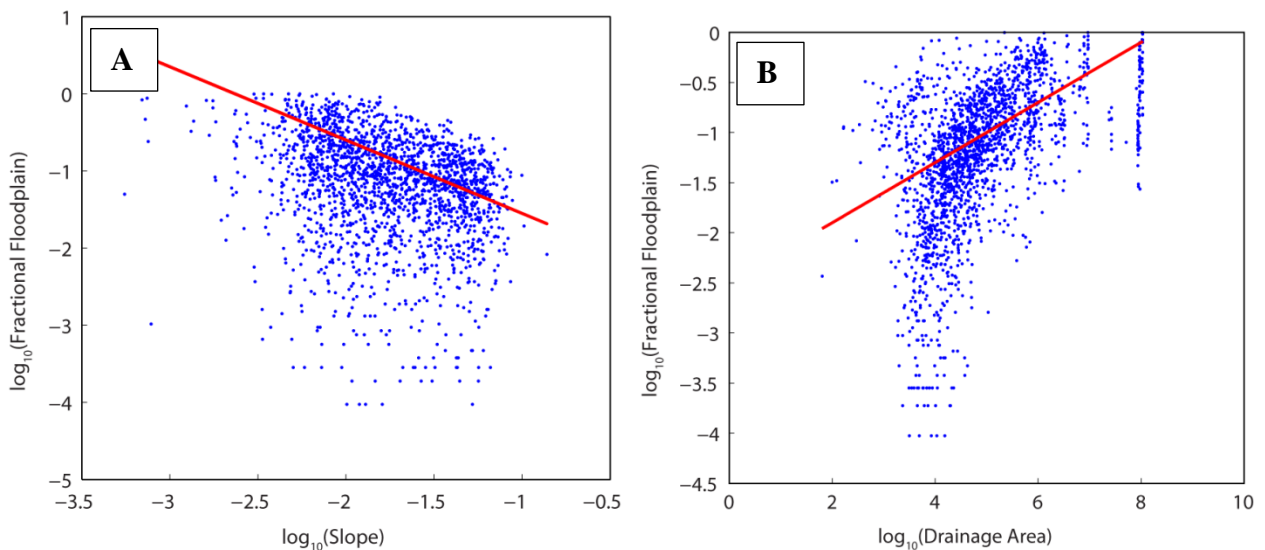 A
1
0
−1
−2
−3
−4
−5
−3.5 −3 −2.5 −2 −1.5 −1 −0.5
log10(Slope)
log10(Fractional Floodplain)
B
0
−0.5
−1
−1.5
−2
−2.5
−3
−3.5
−4
−4.5
0 2 4 6 8 10
log10(Drainage Area)
log10(Fractional Floodplain)